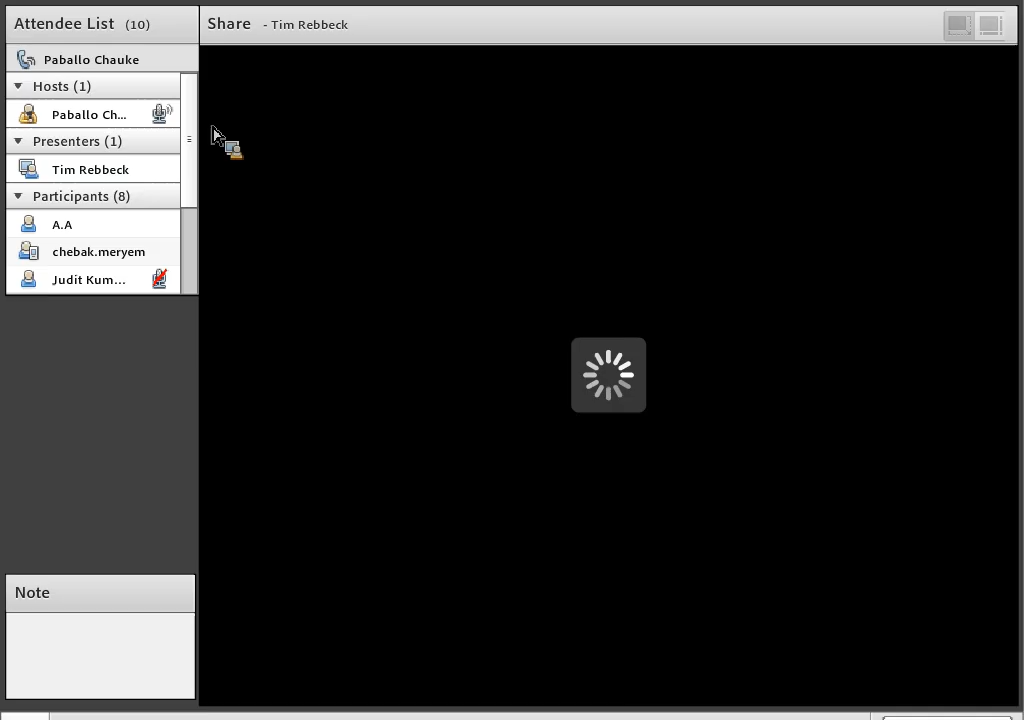 Attendee List (10)
Share - Tim Rebbeck
Paballo Chauke
Hosts (1)
Paballo Ch...
Presenters (1)
Tim Rebbeck
Participants (8)
A.A
chebak.meryem
Judit Kum...
Note